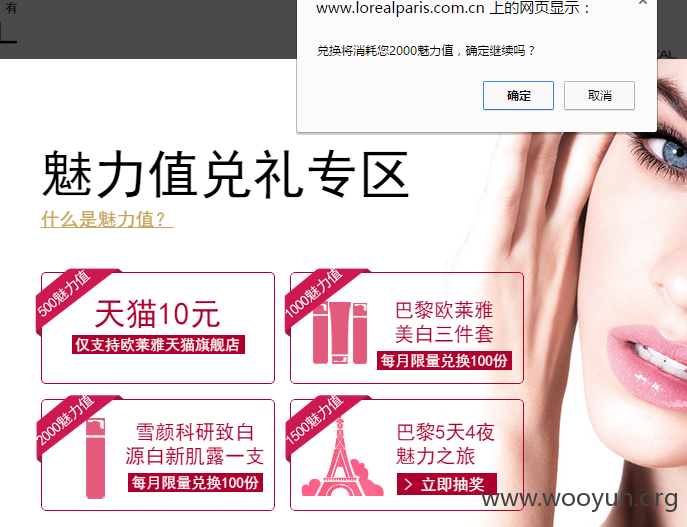 有
www.lorealparis.com.cn 上的网页显示：
兑换将消耗您2000魅力值，确定继续吗？
确定
取消
魅力值兑礼专区
什么是魅力值？
500魅力值
天猫10元
仅支持欧莱雅天猫旗舰店
1000魅力值
巴黎欧莱雅
美白三件套
每月限量兑换100份
2000魅力值
雪颜科研致白
源白新肌露一支
每月限量兑换100份
1500魅力值
巴黎5天4夜
魅力之旅
> 立即抽奖
www.wooyun.org